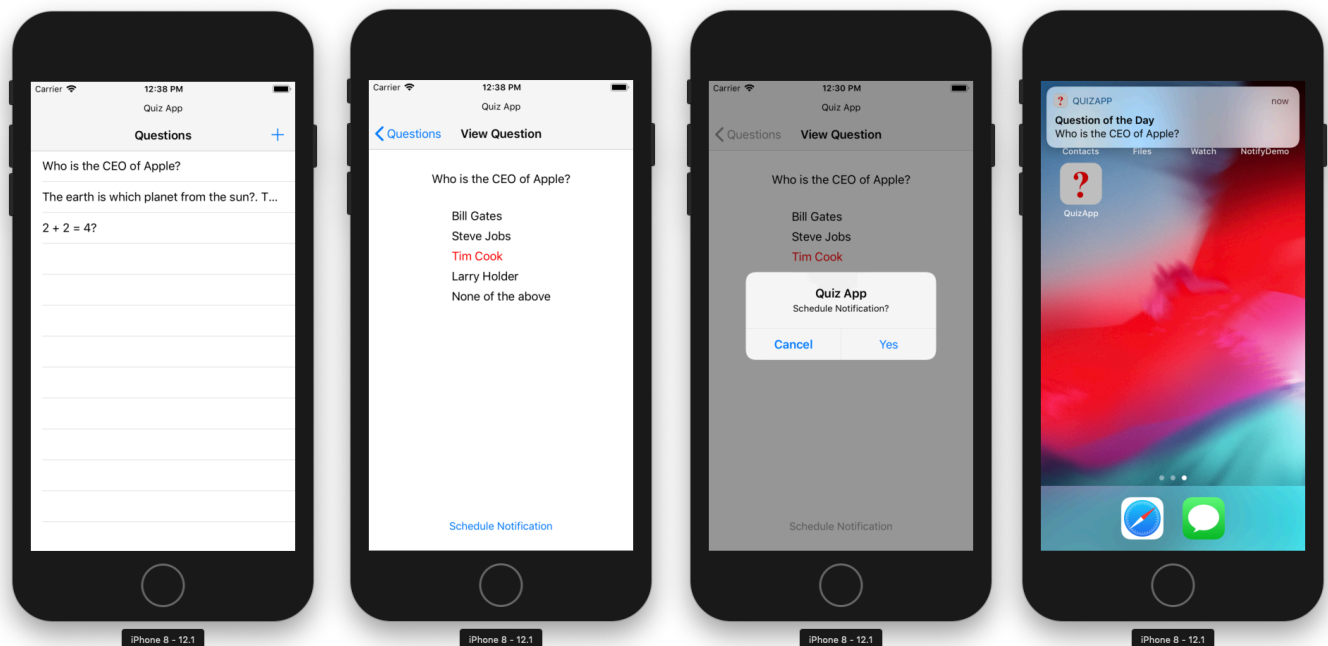 Carrier 12:38 PM
Quiz App
Questions +
Who is the CEO of Apple?
The earth is which planet from the sun?. T...
2 + 2 = 4?
iPhone 8 - 12.1
Carrier 12:38 PM
Quiz App
Questions View Question
Who is the CEO of Apple?
Bill Gates
Steve Jobs
Tim Cook
Larry Holder
None of the above
Schedule Notification
iPhone 8 - 12.1
Carrier 12:30 PM
Quiz App
Questions View Question
Who is the CEO of Apple?
Bill Gates
Steve Jobs
Tim Cook
Quiz App
Schedule Notification?
Cancel Yes
Schedule Notification
iPhone 8 - 12.1
? QUIZAPP now
Question of the Day
Who is the CEO of Apple?
Contacts Files Watch NotifyDemo
?
QuizApp
iPhone 8 - 12.1